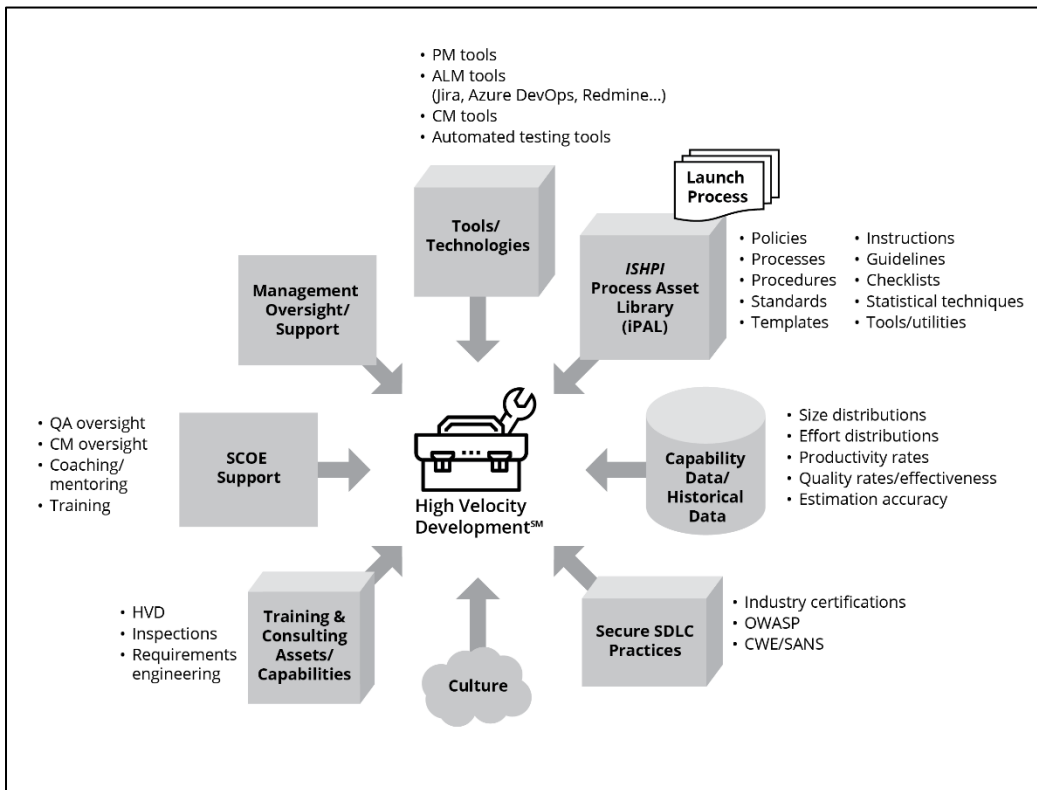 • PM tools
• ALM tools
(Jira, Azure DevOps, Redmine...)
• CM tools
• Automated testing tools
Launch
Process
Tools/
Technologies
ISHPI
Process Asset
Library
(iPAL)
• Policies
• Processes
• Procedures
• Standards
• Templates
• Instructions
• Guidelines
• Checklists
• Statistical techniques
• Tools/utilities
Management
Oversight/
Support
• QA oversight
• CM oversight
• Coaching/
mentoring
• Training
SCOE
Support
High Velocity
Development℠
Capability
Data/
Historical
Data
• Size distributions
• Effort distributions
• Productivity rates
• Quality rates/effectiveness
• Estimation accuracy
• HVD
• Inspections
• Requirements
engineering
Training &
Consulting
Assets/
Capabilities
Culture
Secure SDLC
Practices
• Industry certifications
• OWASP
• CWE/SANS